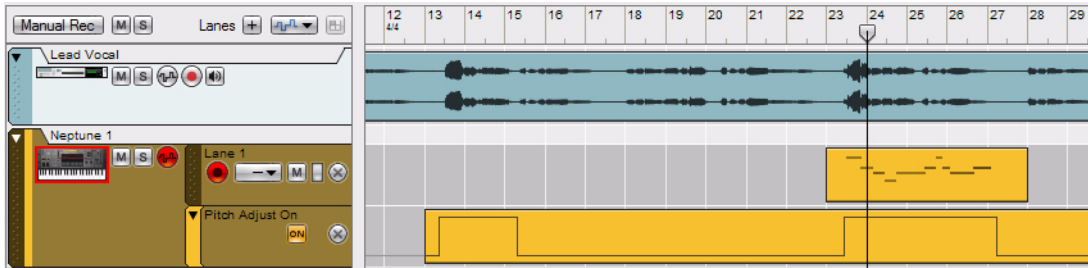 Manual Rec M S Lanes + 12 13 14 15 16 17 18 19 20 21 22 23 24 25 26 27 28 29
4/4
Lead Vocal
M S
Neptune 1
M S Lane 1
M
Pitch Adjust On
ON